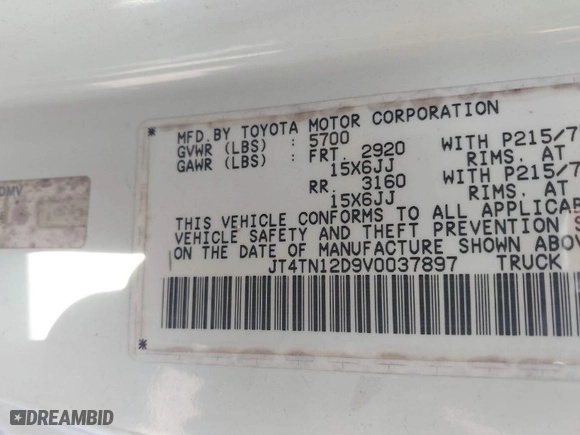 MFD.BY TOYOTA MOTOR CORPORATION
GVWR (LBS) : 5700
GAWR (LBS) : FRT. 2920 WITH P215/7
15X6JJ RIMS. AT
RR. 3160 WITH P215/7
15X6JJ RIMS. AT
THIS VEHICLE CONFORMS TO ALL APPLICAB
VEHICLE SAFETY AND THEFT PREVENTION S
ON THE DATE OF MANUFACTURE SHOWN ABOV
JT4TN12D9V0037897 TRUCK
DMV
DREAMBID